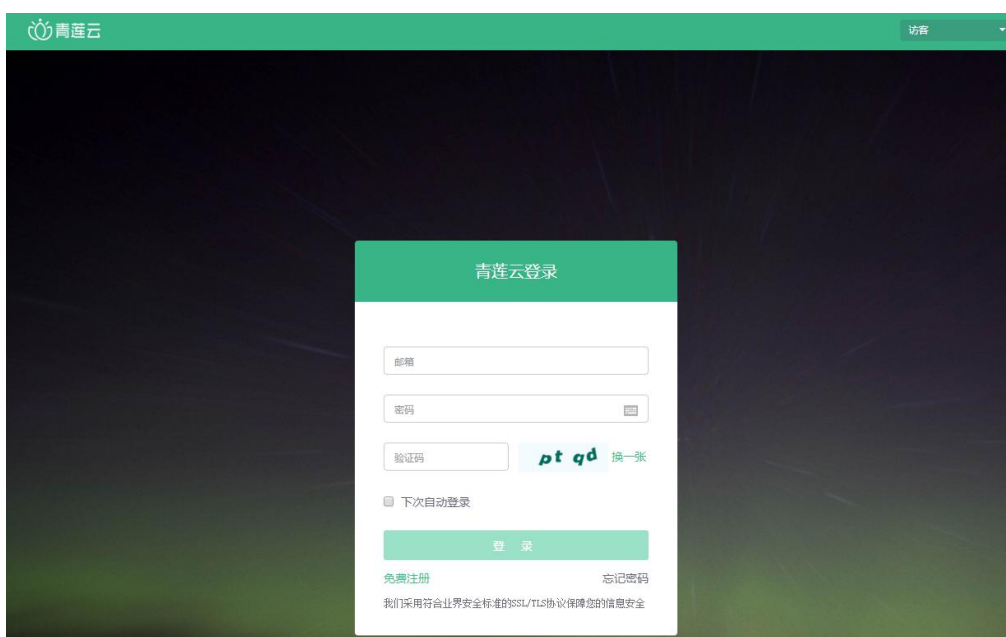 青莲云
访客
青莲云登录
邮箱
密码
验证码 pt qd 换一张
下次自动登录
登 录
免费注册 忘记密码
我们采用符合业界安全标准的SSL/TLS协议保障您的信息安全